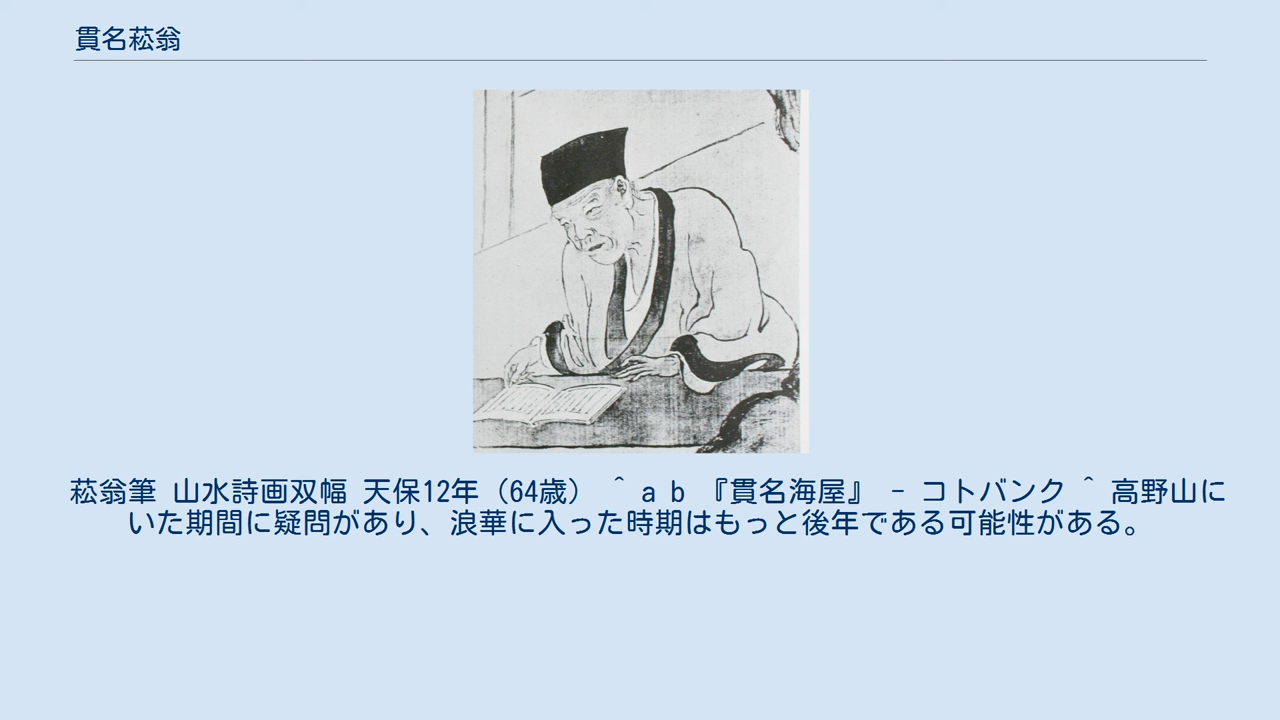 貫名菘翁
菘翁筆 山水詩画双幅 天保12年（64歳） ^ a b 『貫名海屋』 - コトバンク ^ 高野山に
いた期間に疑問があり、浪華に入った時期はもっと後年である可能性がある。